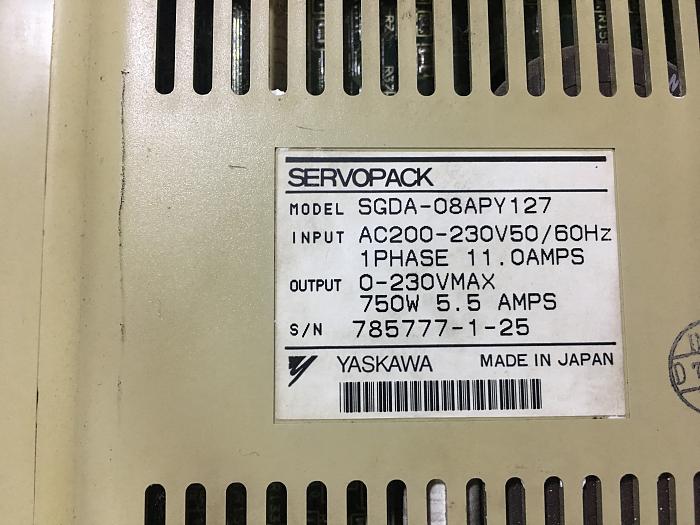 SERVOPACK
MODEL SGDA-08APY127
INPUT AC200-230V50/60Hz
1PHASE 11.0AMPS
OUTPUT 0-230VMAX
750W 5.5 AMPS
S/N 785777-1-25
YASKAWA MADE IN JAPAN